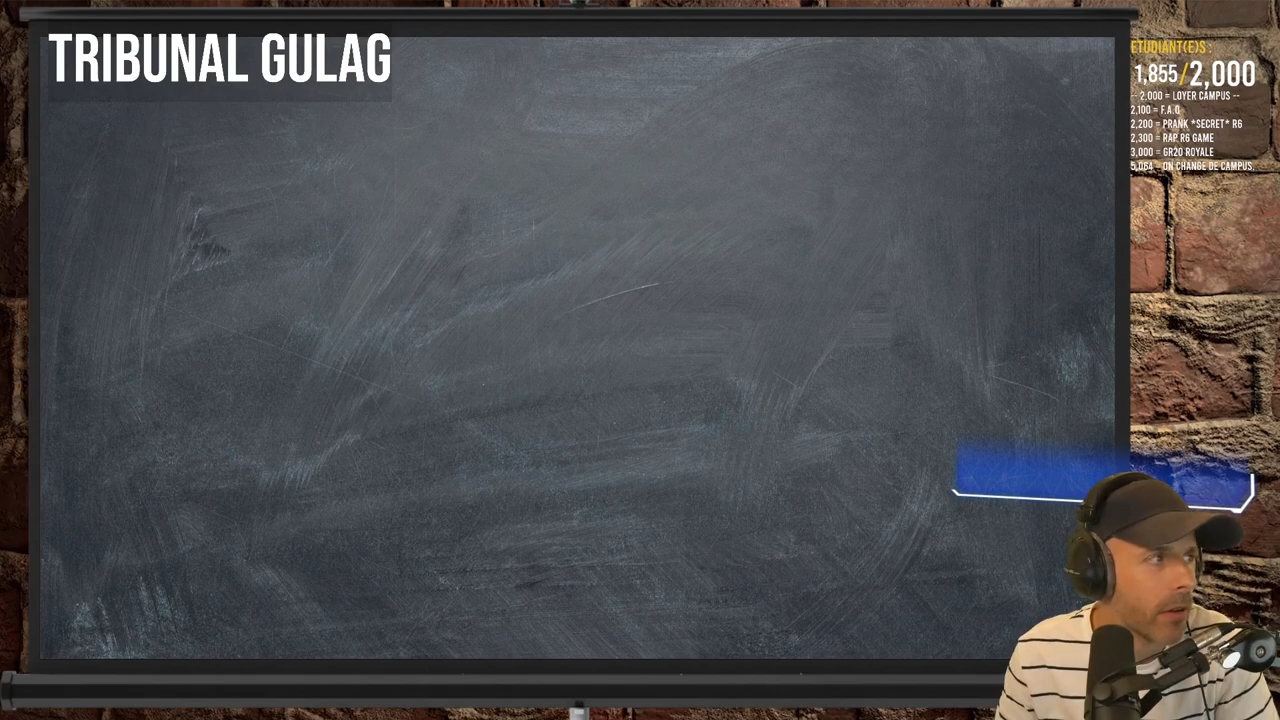 TRIBUNAL GULAG
ETUDIANT(E)S :
1,855/2,000
-- 2,000 = LOYER CAMPUS --
2,100 = F.A.Q
2,200 = PRANK *SECRET* R6
2,300 = RAP R6 GAME
3,000 = GR20 ROYALE
5,064 = ON CHANGE DE CAMPUS